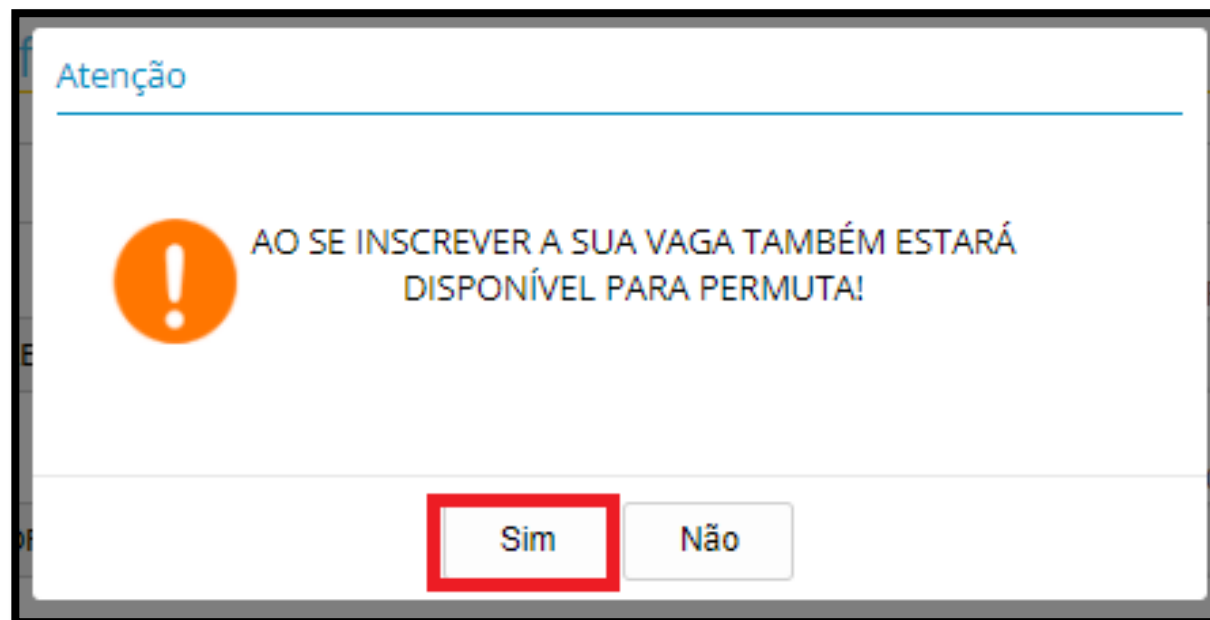 Atenção
AO SE INSCREVER A SUA VAGA TAMBÉM ESTARÁ
DISPONÍVEL PARA PERMUTA!
Sim
Não